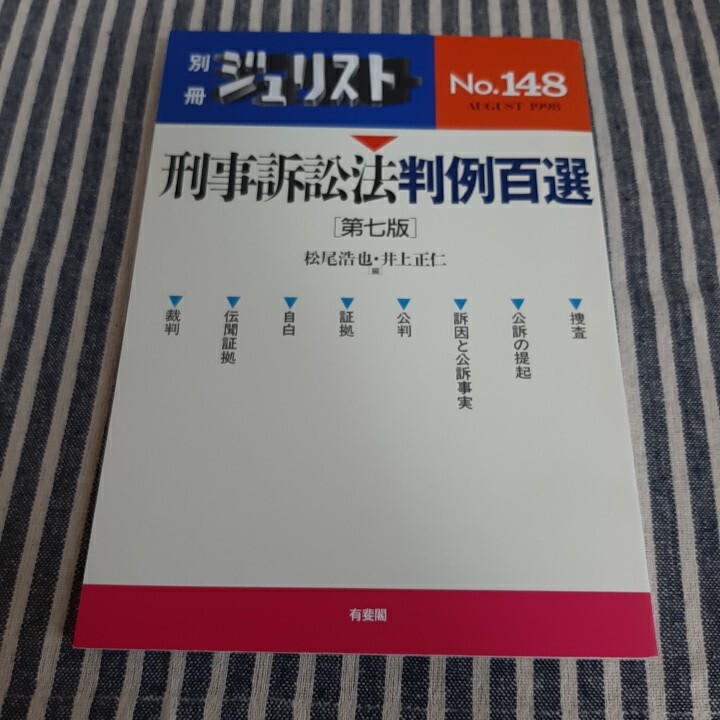 別冊
ジュリスト
No.148
AUGUST 1998
刑事訴訟法判例百選
[第七版]
松尾浩也・井上正仁
編
▼捜査
▼公訴の提起
▼訴因と公訴事実
▼公判
▼証拠
▼自白
▼伝聞証拠
▼裁判
有斐閣